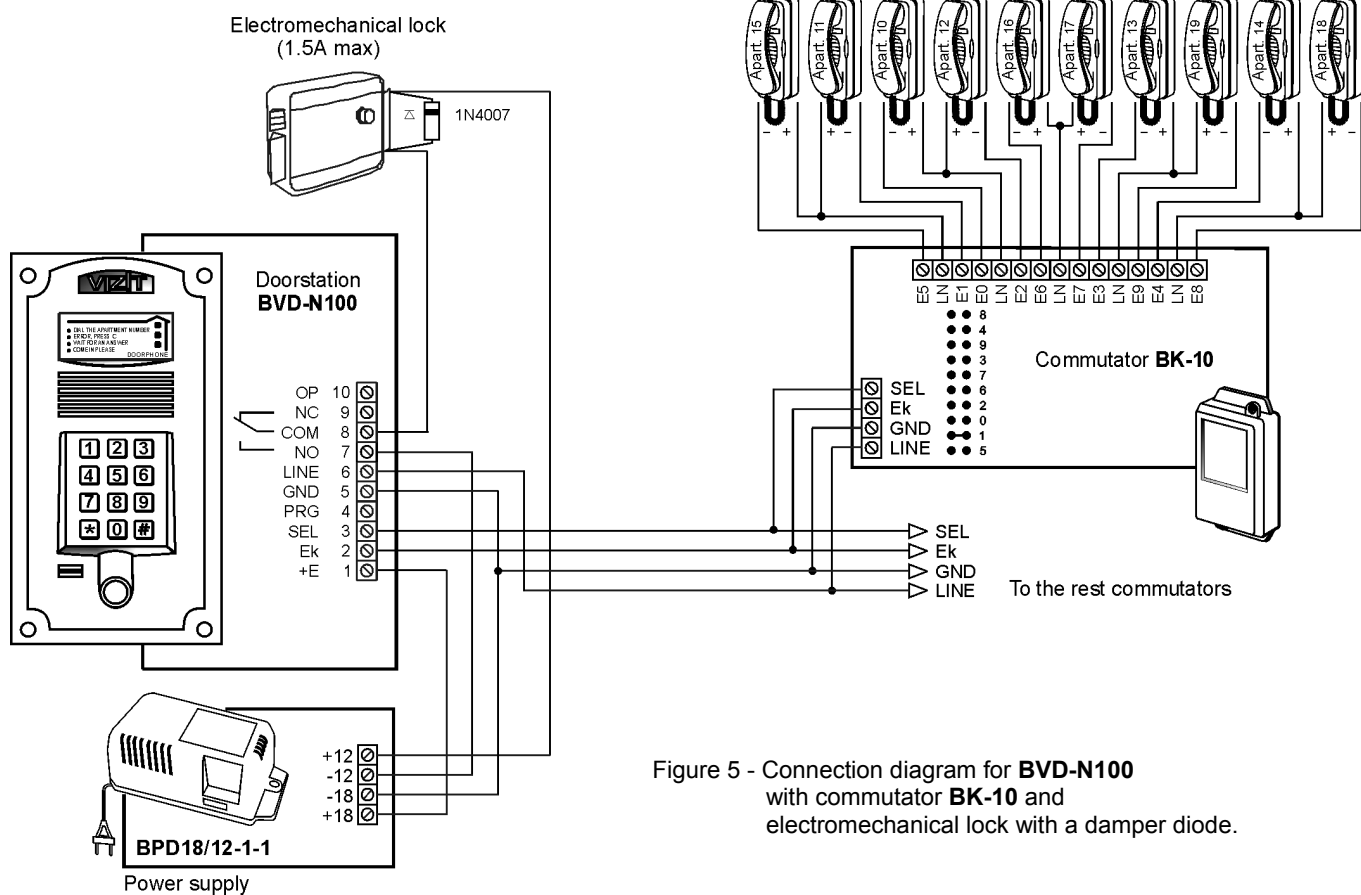 Electromechanical lock
(1.5A max)
1N4007
Apart. 15
Apart. 11
Apart. 10
Apart. 12
Apart. 16
Apart. 17
Apart. 13
Apart. 19
Apart. 14
Apart. 18
- + + - + - + - - + - + + - + - - + + -
VIZIT
DIAL THE APARTMENT NUMBER
ERROR, PRESS C
WAIT FOR AN ANSWER
COME IN PLEASE
DOORPHONE
1 2 3
4 5 6
7 8 9
* 0 #
Doorstation
BVD-N100
OP 10
NC 9
COM 8
NO 7
LINE 6
GND 5
PRG 4
SEL 3
Ek 2
+E 1
E5 LN E1 E0 LN E2 E6 LN E7 E3 LN E9 E4 LN E8
8
4
9
3
7
6
2
0
1
5
Commutator BK-10
SEL
Ek
GND
LINE
SEL
Ek
GND
LINE
To the rest commutators
+12
-12
-18
+18
BPD18/12-1-1
Power supply
Figure 5 - Connection diagram for BVD-N100
with commutator BK-10 and
electromechanical lock with a damper diode.